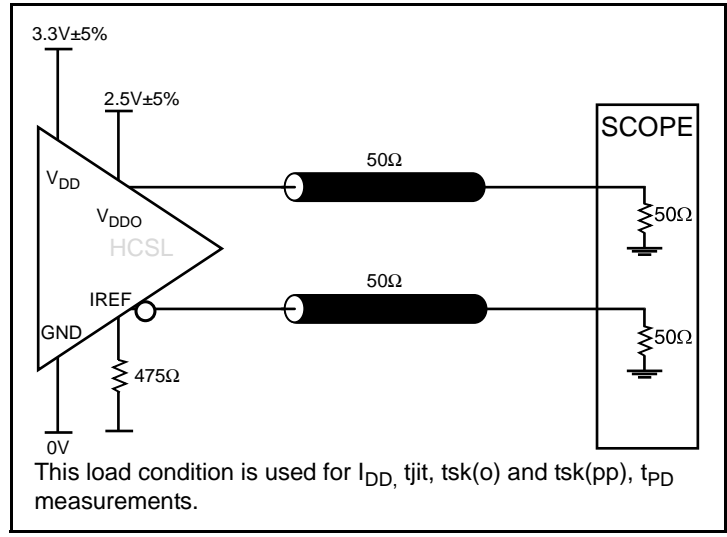 3.3V±5%
2.5V±5%
SCOPE
50Ω
V_DD
50Ω
V_DDO
HCSL
50Ω
IREF
GND
50Ω
475Ω
0V
This load condition is used for I_DD, tjit, tsk(o) and tsk(pp), t_PD
measurements.